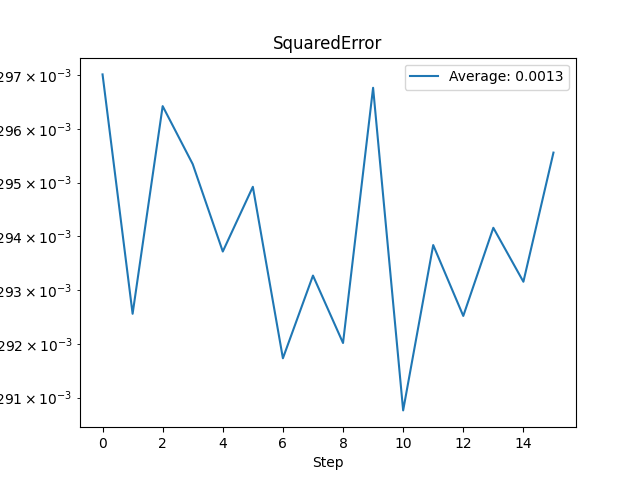 SquaredError
Average: 0.0013
297 × 10⁻³
296 × 10⁻³
295 × 10⁻³
294 × 10⁻³
293 × 10⁻³
292 × 10⁻³
291 × 10⁻³
0 2 4 6 8 10 12 14
Step